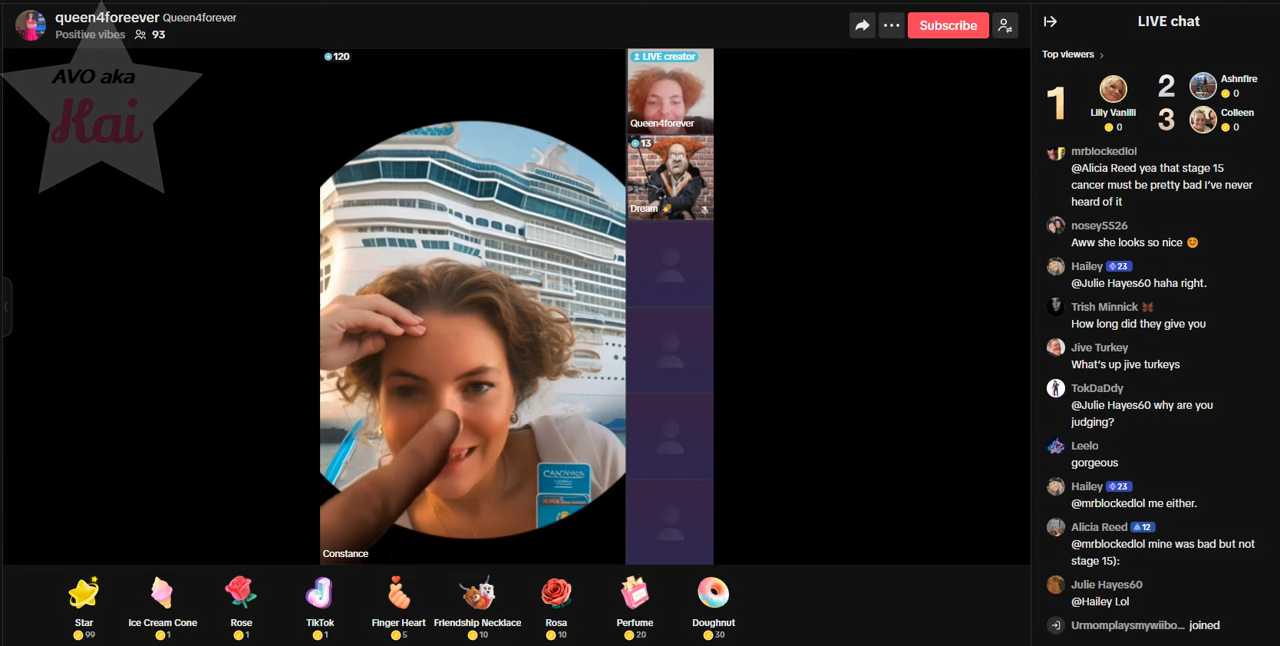 queen4foreever Queen4forever
Positive vibes 93
AVO aka
Kai
Subscribe
120
LIVE creator
Queen4forever
13
Dream
Constance
Star
99
Ice Cream Cone
1
Rose
1
TikTok
1
Finger Heart
5
Friendship Necklace
10
Rosa
10
Perfume
20
Doughnut
30
LIVE chat
Top viewers
1
Lilly Vanilli
0
2
Ashnfire
0
3
Colleen
0
mrblockedlol
@Alicia Reed yea that stage 15
cancer must be pretty bad I've never
heard of it
nosey5526
Aww she looks so nice 😊
Hailey 23
@Julie Hayes60 haha right.
Trish Minnick
How long did they give you
Jive Turkey
What's up jive turkeys
TokDaDdy
@Julie Hayes60 why are you
judging?
Leelo
gorgeous
Hailey 23
@mrblockedlol me either.
Alicia Reed 12
@mrblockedlol mine was bad but not
stage 15):
Julie Hayes60
@Hailey Lol
Urmomplaysmywiibo... joined